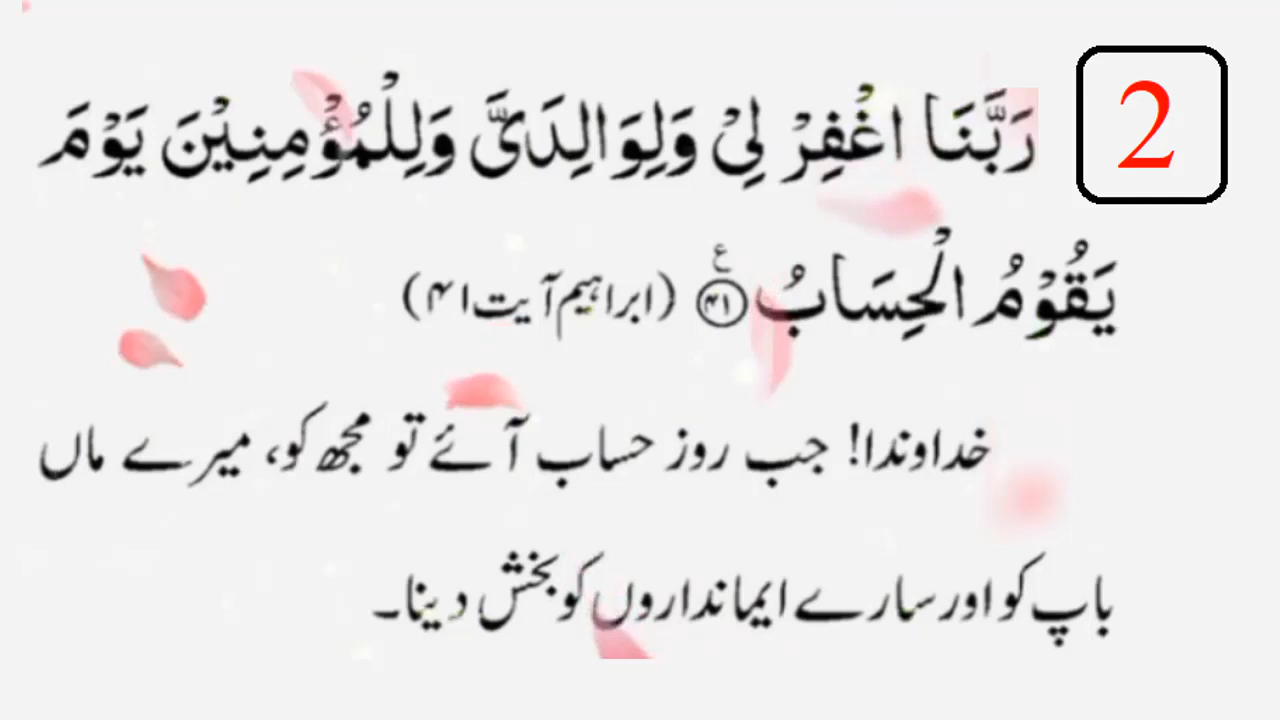 2
رَبَّنَا اغْفِرْ لِيْ وَلِوَالِدَيَّ وَلِلْمُؤْمِنِيْنَ يَوْمَ
يَقُوْمُ الْحِسَابُ ۴۱ ع (ابراہیم آیت ۴۱)
خداوندا! جب روز حساب آئے تو مجھ کو، میرے ماں
باپ کو اور سارے ایمانداروں کو بخش دینا۔